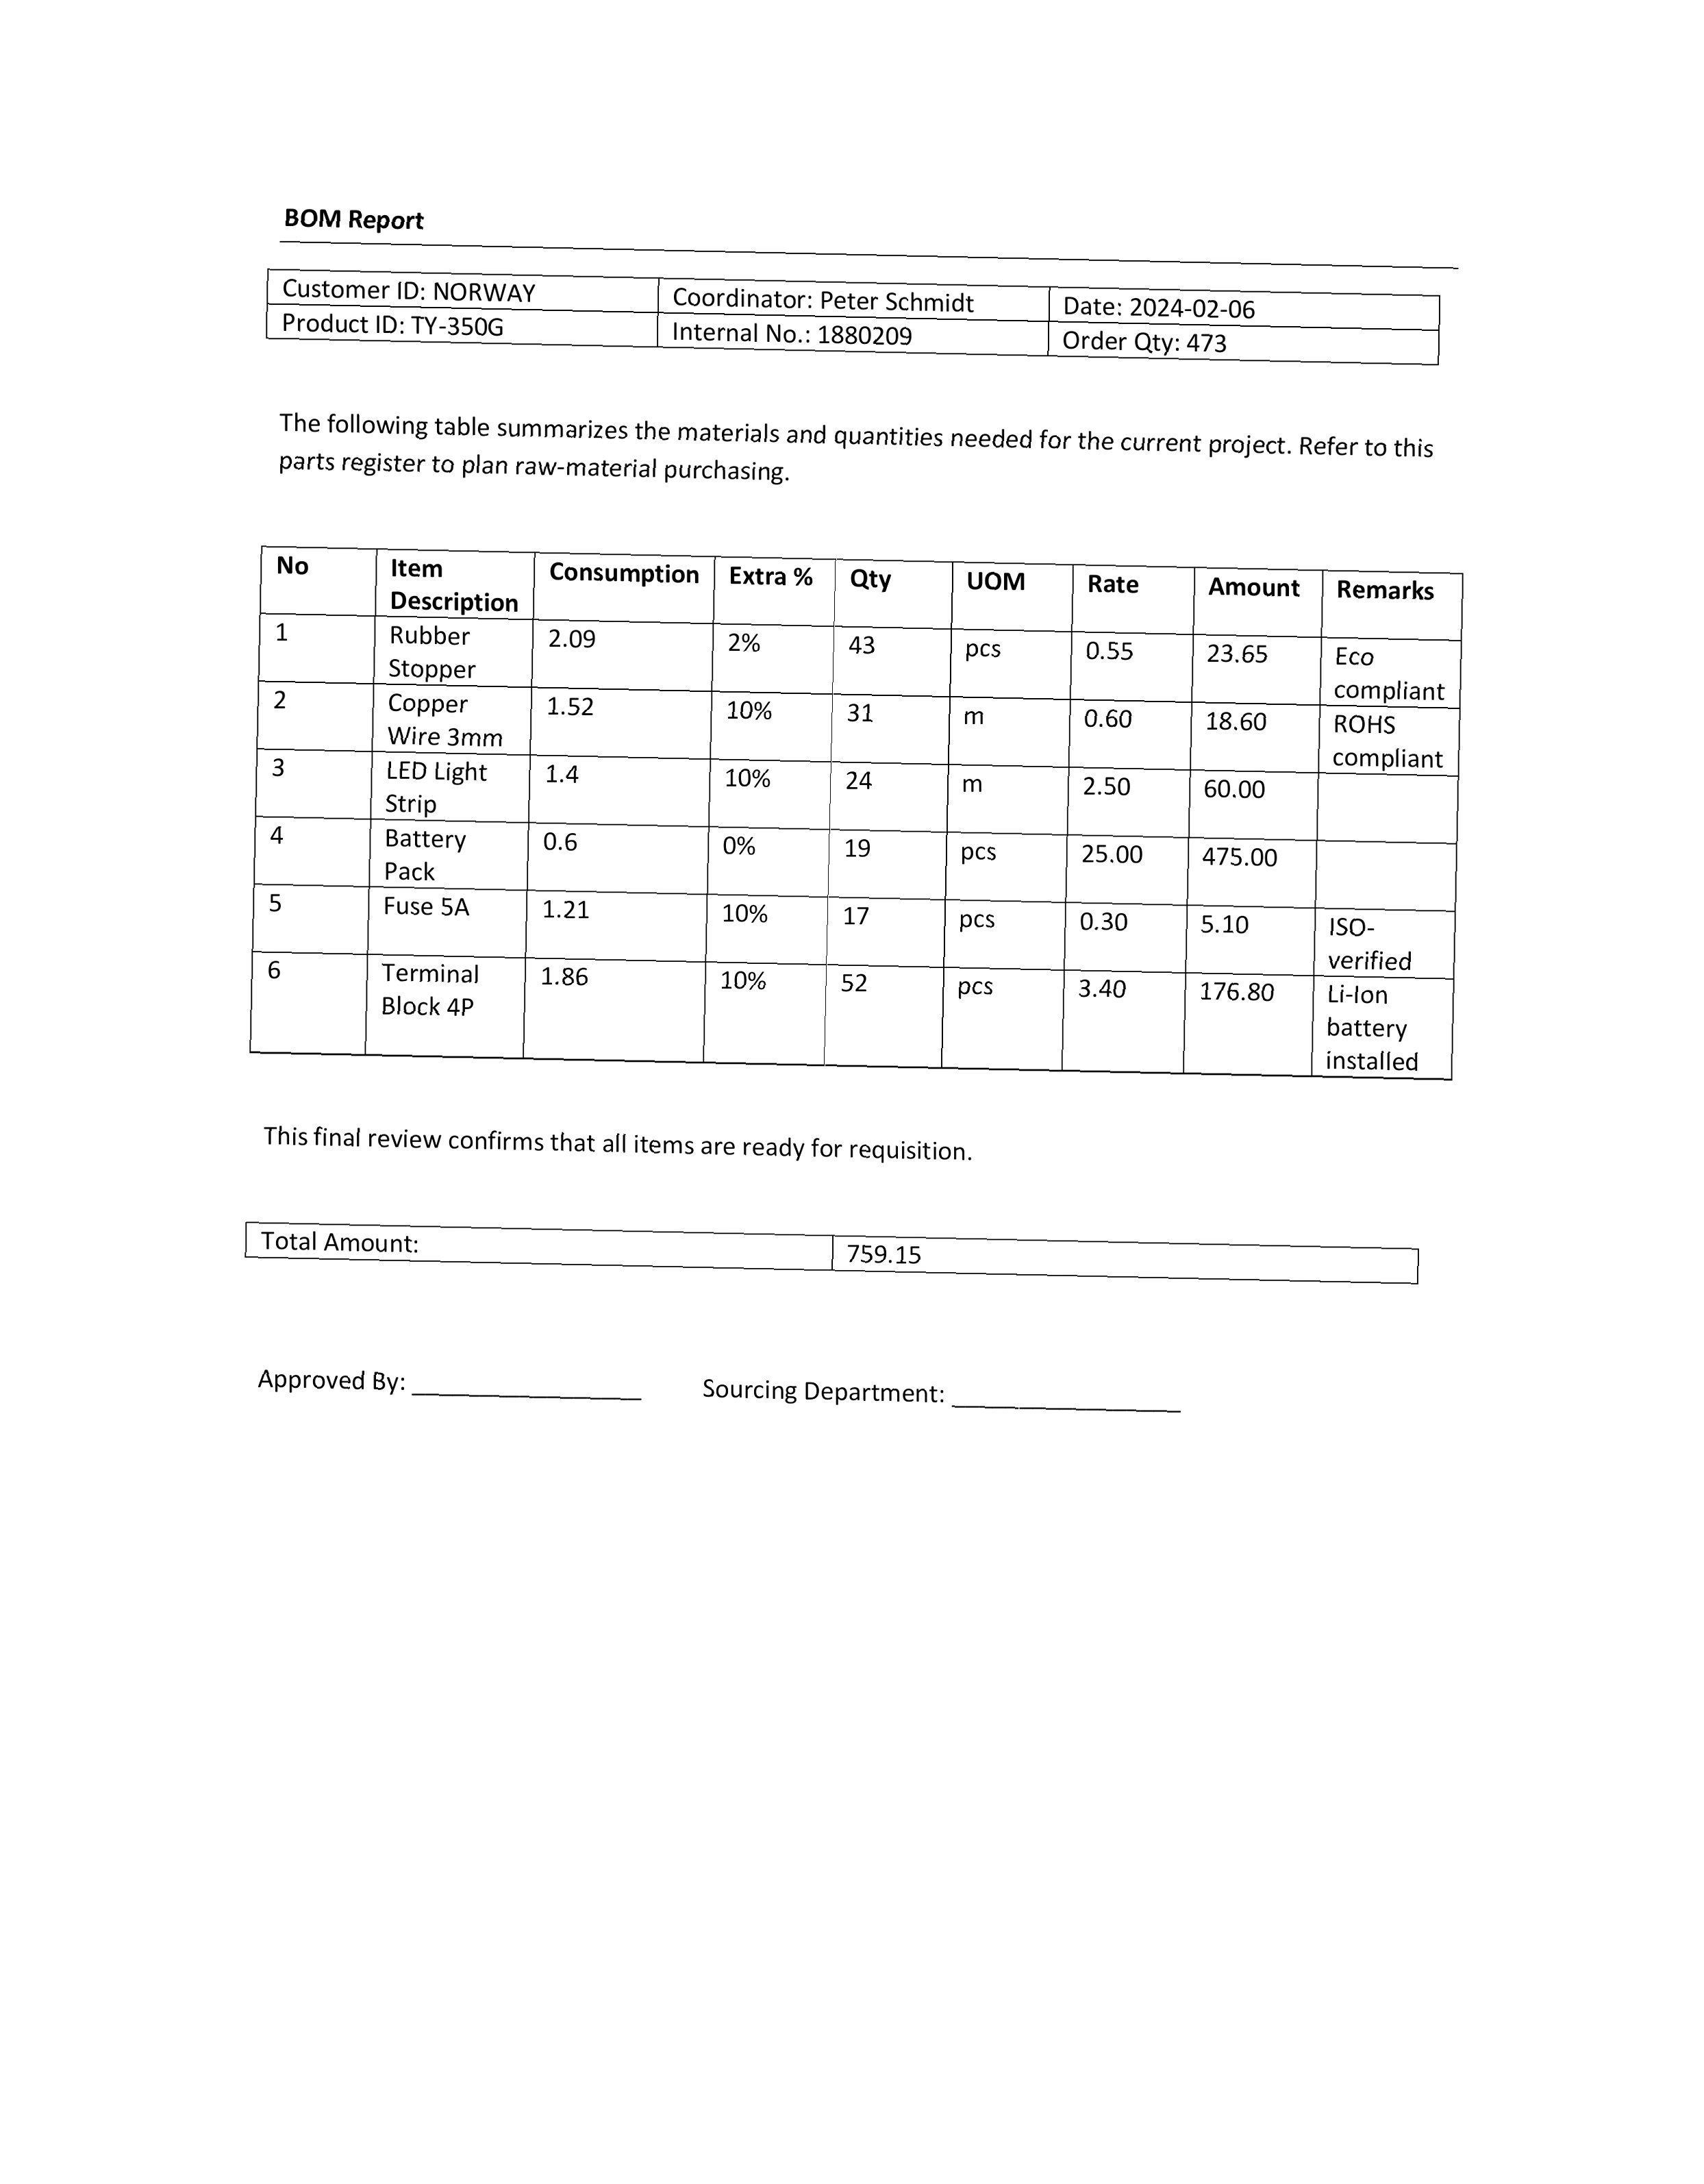 BOM Report
Customer ID: NORWAY Coordinator: Peter Schmidt Date: 2024-02-06
Product ID: TY-350G Internal No.: 1880209 Order Qty: 473
The following table summarizes the materials and quantities needed for the current project. Refer to this
parts register to plan raw-material purchasing.
No Item Description Consumption Extra % Qty UOM Rate Amount Remarks
1 Rubber Stopper 2.09 2% 43 pcs 0.55 23.65 Eco compliant
2 Copper Wire 3mm 1.52 10% 31 m 0.60 18.60 ROHS compliant
3 LED Light Strip 1.4 10% 24 m 2.50 60.00
4 Battery Pack 0.6 0% 19 pcs 25.00 475.00
5 Fuse 5A 1.21 10% 17 pcs 0.30 5.10 ISO-verified
6 Terminal Block 4P 1.86 10% 52 pcs 3.40 176.80 Li-Ion battery installed
This final review confirms that all items are ready for requisition.
Total Amount: 759.15
Approved By: _________________ Sourcing Department: _________________